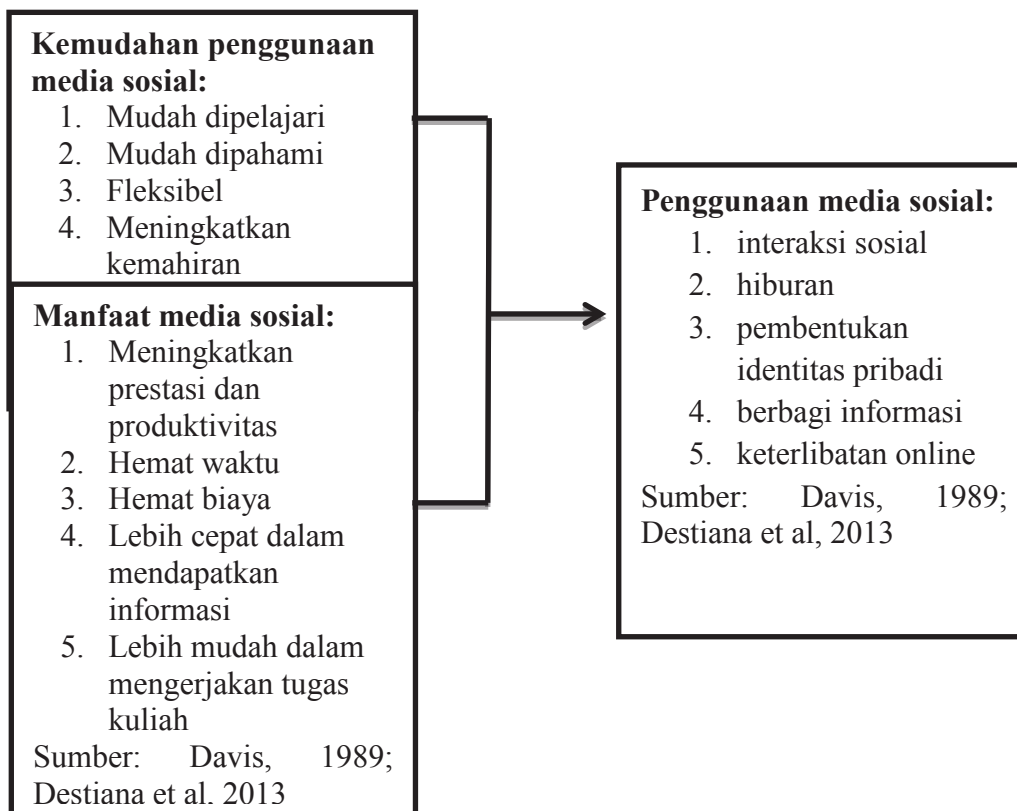 Kemudahan penggunaan
media sosial:
1. Mudah dipelajari
2. Mudah dipahami
3. Fleksibel
4. Meningkatkan
kemahiran
Manfaat media sosial:
1. Meningkatkan
prestasi dan
produktivitas
2. Hemat waktu
3. Hemat biaya
4. Lebih cepat dalam
mendapatkan
informasi
5. Lebih mudah dalam
mengerjakan tugas
kuliah
Sumber: Davis, 1989;
Destiana et al, 2013
Penggunaan media sosial:
1. interaksi sosial
2. hiburan
3. pembentukan
identitas pribadi
4. berbagi informasi
5. keterlibatan online
Sumber: Davis, 1989;
Destiana et al, 2013